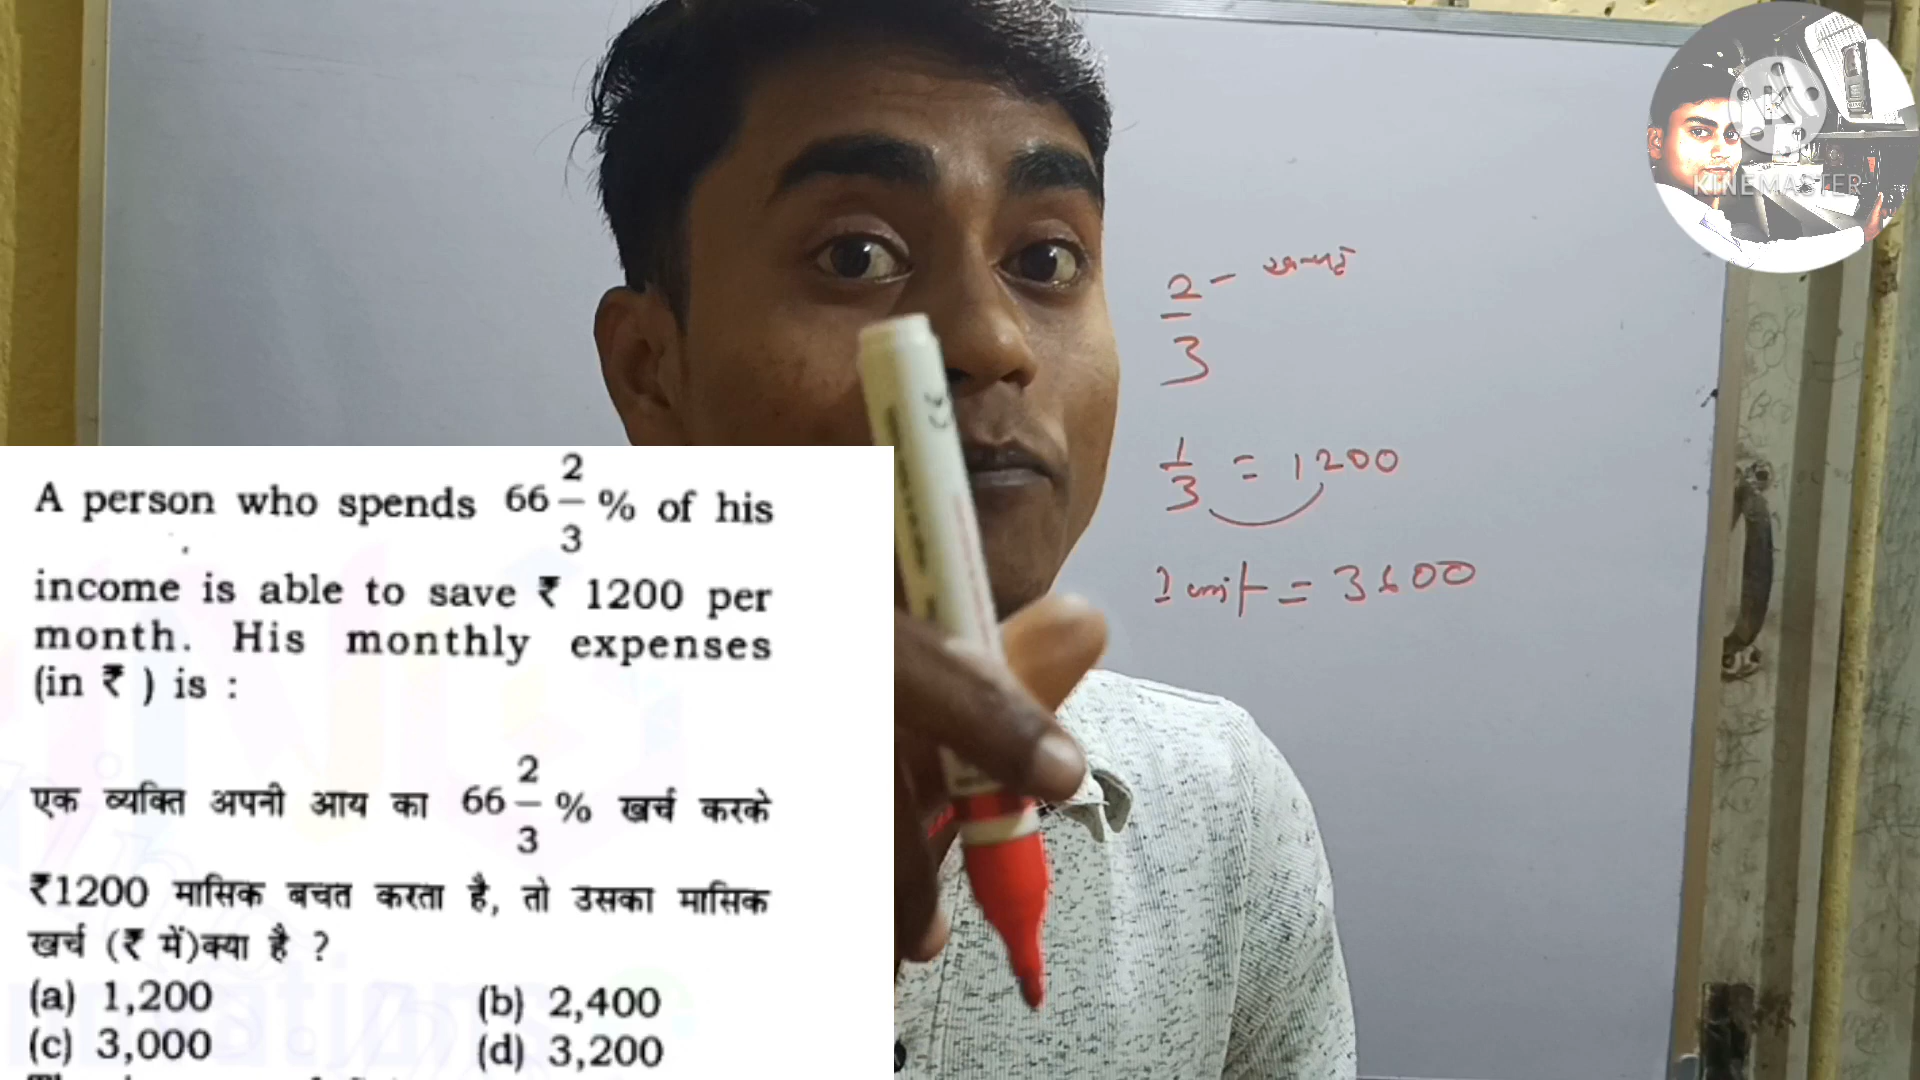 A person who spends 66 2/3 % of his
income is able to save ₹ 1200 per
month. His monthly expenses
(in ₹ ) is :
एक व्यक्ति अपनी आय का 66 2/3 % खर्च करके
₹1200 मासिक बचत करता है, तो उसका मासिक
खर्च (₹ में)क्या है ?
(a) 1,200 (b) 2,400
(c) 3,000 (d) 3,200
2/3 -
1/3 = 1200
1 unit = 3600
KINEMASTER